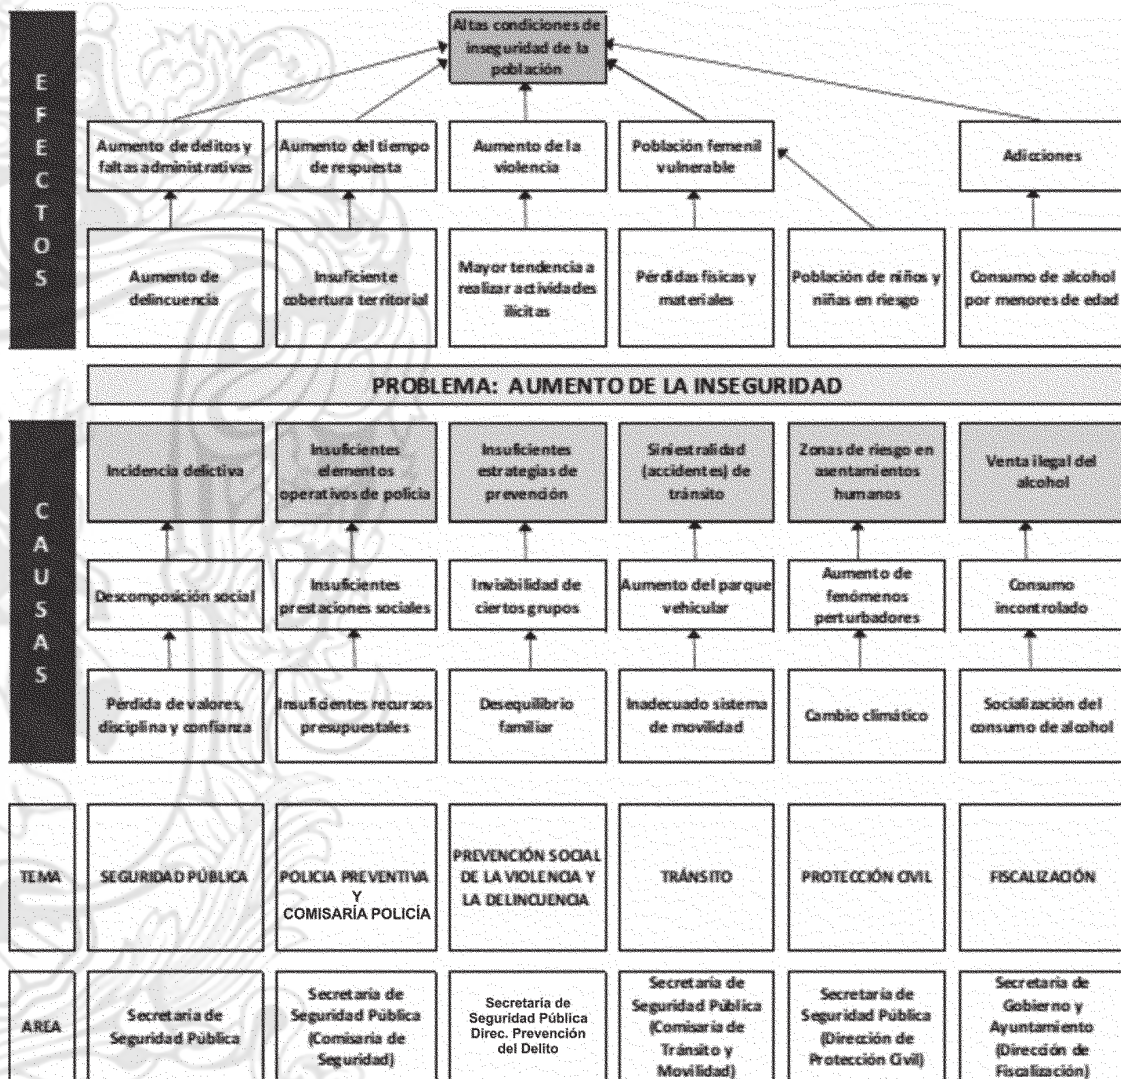 Altas condiciones de
inseguridad de la
población
EFECTOS
Aumento de delitos y
faltas administrativas
Aumento del tiempo
de respuesta
Aumento de la
violencia
Población femenil
vulnerable
Adicciones
Aumento de
delincuencia
Insuficiente
cobertura territorial
Mayor tendencia a
realizar actividades
ilícitas
Pérdidas físicas y
materiales
Población de niños y
niñas en riesgo
Consumo de alcohol
por menores de edad
PROBLEMA: AUMENTO DE LA INSEGURIDAD
CAUSAS
Incidencia delictiva
Insuficientes
elementos
operativos de policia
Insuficientes
estrategias de
prevención
Siniestralidad
(accidentes) de
tránsito
Zonas de riesgo en
asentamientos
humanos
Venta ilegal del
alcohol
Descomposición social
Insuficientes
prestaciones sociales
Invisibilidad de
ciertos grupos
Aumento del parque
vehicular
Aumento de
fenómenos
perturbadores
Consumo
incontrolado
Pérdida de valores,
disciplina y confianza
Insuficientes recursos
presupuestales
Desequilibrio
familiar
Inadecuado sistema
de movilidad
Cambio climático
Socialización del
consumo de alcohol
TEMA
SEGURIDAD PÚBLICA
POLICIA PREVENTIVA
Y
COMISARÍA POLICÍA
PREVENCIÓN SOCIAL
DE LA VIOLENCIA Y
LA DELINCUENCIA
TRÁNSITO
PROTECCIÓN CIVIL
FISCALIZACIÓN
AREA
Secretaría de
Seguridad Pública
Secretaria de
Seguridad Pública
(Comisaria de
Seguridad)
Secretaria de
Seguridad Pública
Direc. Prevención
del Delito
Secretaria de
Seguridad Pública
(Comisaria de
Tránsito y
Movilidad)
Secretaria de
Seguridad Pública
(Dirección de
Protección Civil)
Secretaria de
Gobierno y
Ayuntamiento
(Dirección de
Fiscalización)